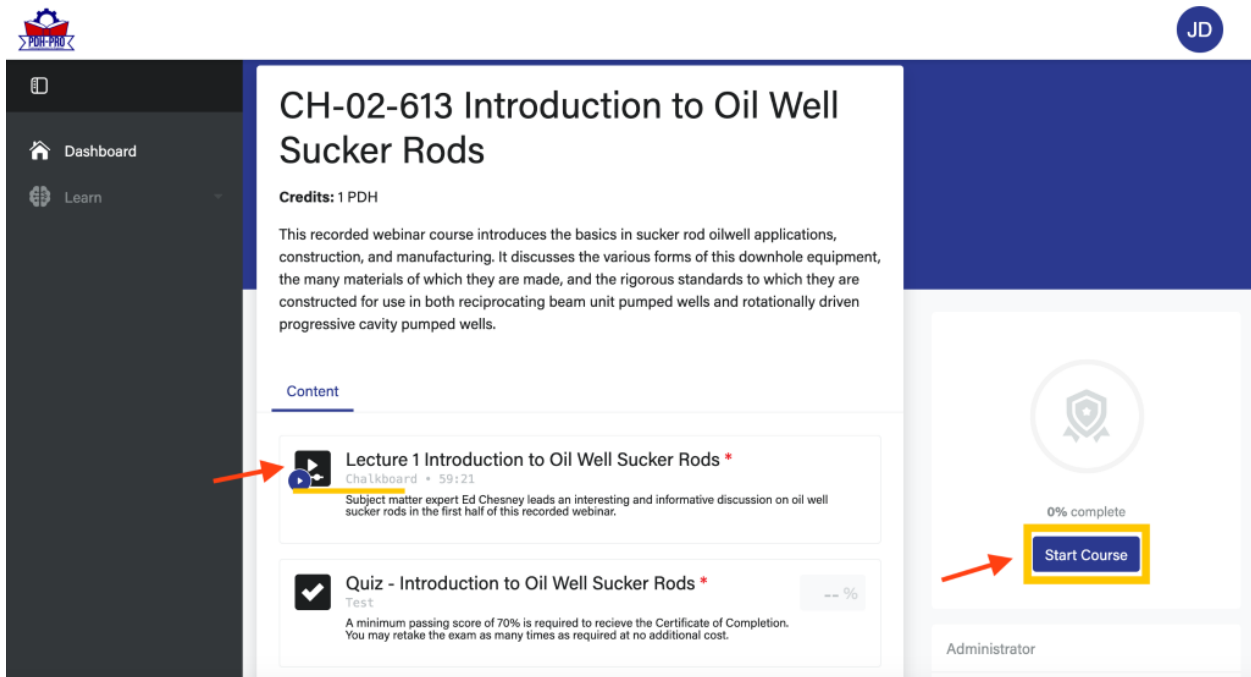 PDH-PRO
JD
Dashboard
Learn
CH-02-613 Introduction to Oil Well
Sucker Rods
Credits: 1 PDH
This recorded webinar course introduces the basics in sucker rod oilwell applications,
construction, and manufacturing. It discusses the various forms of this downhole equipment,
the many materials of which they are made, and the rigorous standards to which they are
constructed for use in both reciprocating beam unit pumped wells and rotationally driven
progressive cavity pumped wells.
Content
Lecture 1 Introduction to Oil Well Sucker Rods *
Chalkboard • 59:21
Subject matter expert Ed Chesney leads an interesting and informative discussion on oil well
sucker rods in the first half of this recorded webinar.
Quiz - Introduction to Oil Well Sucker Rods *
Test
-- %
A minimum passing score of 70% is required to recieve the Certificate of Completion.
You may retake the exam as many times as required at no additional cost.
0% complete
Start Course
Administrator